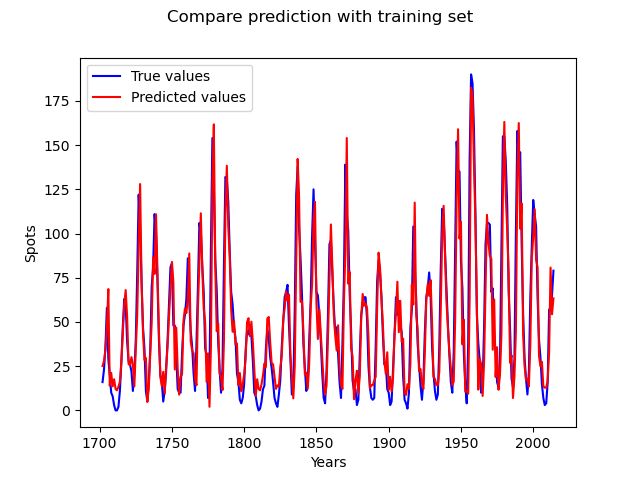 Compare prediction with training set
True values
Predicted values
Spots
175
150
125
100
75
50
25
0
1700 1750 1800 1850 1900 1950 2000
Years